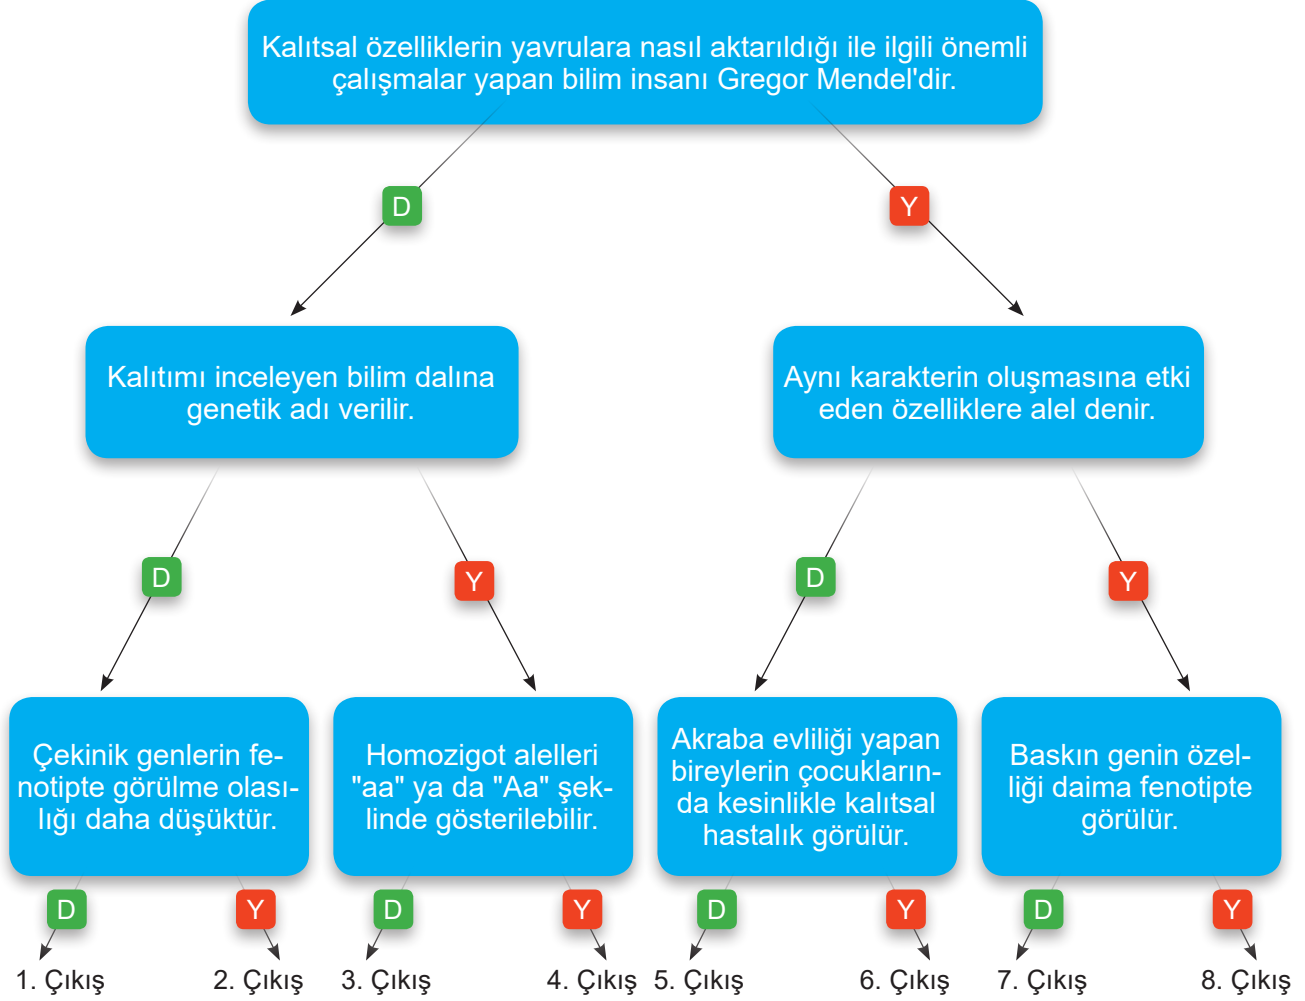 Kalıtsal özelliklerin yavrulara nasıl aktarıldığı ile ilgili önemli
çalışmalar yapan bilim insanı Gregor Mendel'dir.
D
Y
Kalıtımı inceleyen bilim dalına
genetik adı verilir.
Aynı karakterin oluşmasına etki
eden özelliklere alel denir.
D
Y
D
Y
Çekinik genlerin fe-
notipte görülme olası-
lığı daha düşüktür.
Homozigot alelleri
"aa" ya da "Aa" şek-
linde gösterilebilir.
Akraba evliliği yapan
bireylerin çocukların-
da kesinlikle kalıtsal
hastalık görülür.
Baskın genin özel-
liği daima fenotipte
görülür.
D
Y
D
Y
D
Y
D
Y
1. Çıkış
2. Çıkış
3. Çıkış
4. Çıkış
5. Çıkış
6. Çıkış
7. Çıkış
8. Çıkış